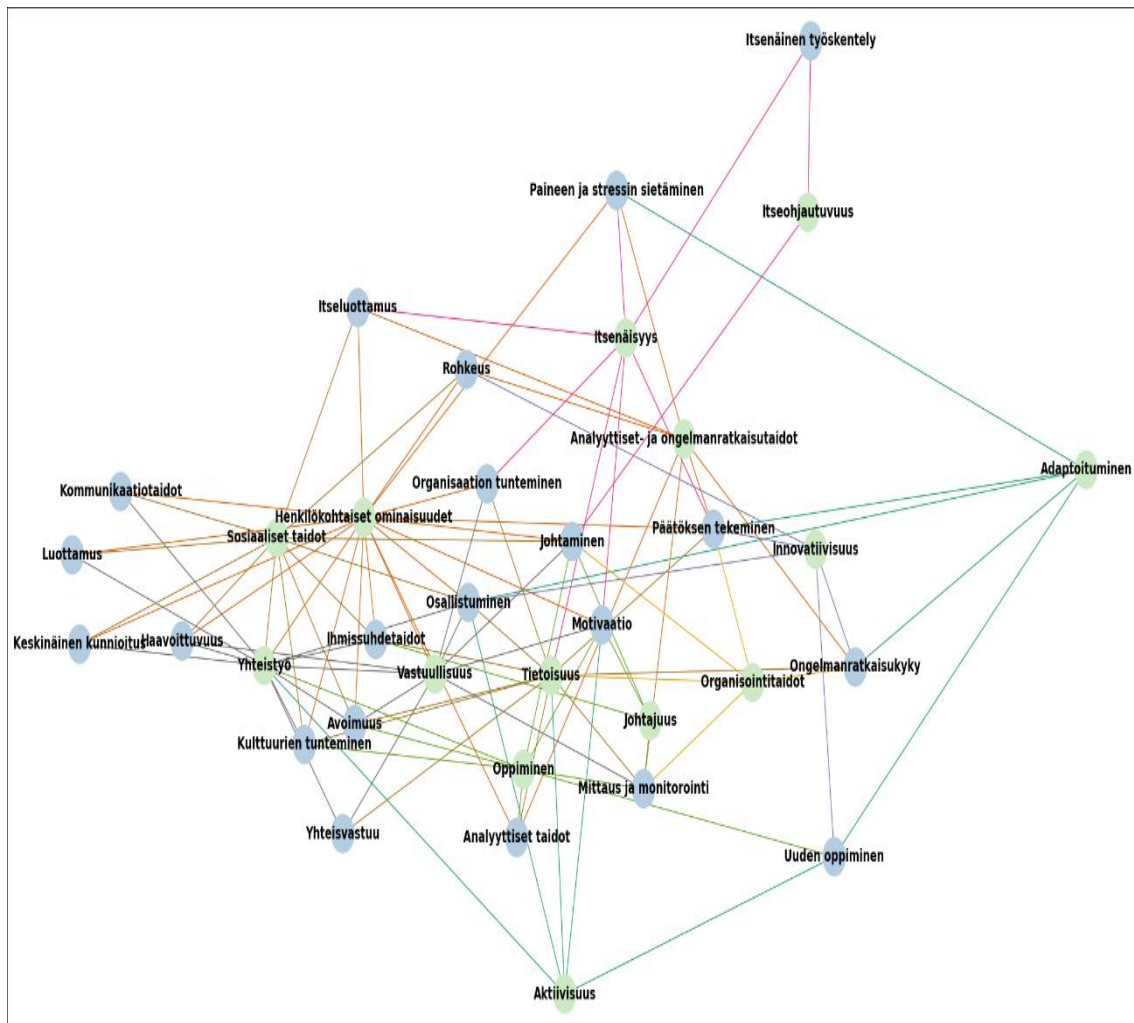 Itsenäinen työskentely
Paineen ja stressin sietäminen
Itseohjautuvuus
Itseluottamus
Itsenäisyys
Rohkeus
Analyyttiset- ja ongelmanratkaisutaidot
Adaptoituminen
Organisaation tunteminen
Kommunikaatiotaidot
Henkilökohtaiset ominaisuudet
Päätöksen tekeminen
Sosiaaliset taidot
Johtaminen
Innovatiivisuus
Luottamus
Osallistuminen
Motivaatio
Keskinäinen kunnioitus
Haavoittuvuus
Ihmissuhdetaidot
Yhteistyö
Vastuullisuus
Tietoisuus
Organisointitaidot
Ongelmanratkaisukyky
Johtajuus
Avoimuus
Kulttuurien tunteminen
Oppiminen
Mittaus ja monitorointi
Yhteisvastuu
Analyyttiset taidot
Uuden oppiminen
Aktiivisuus